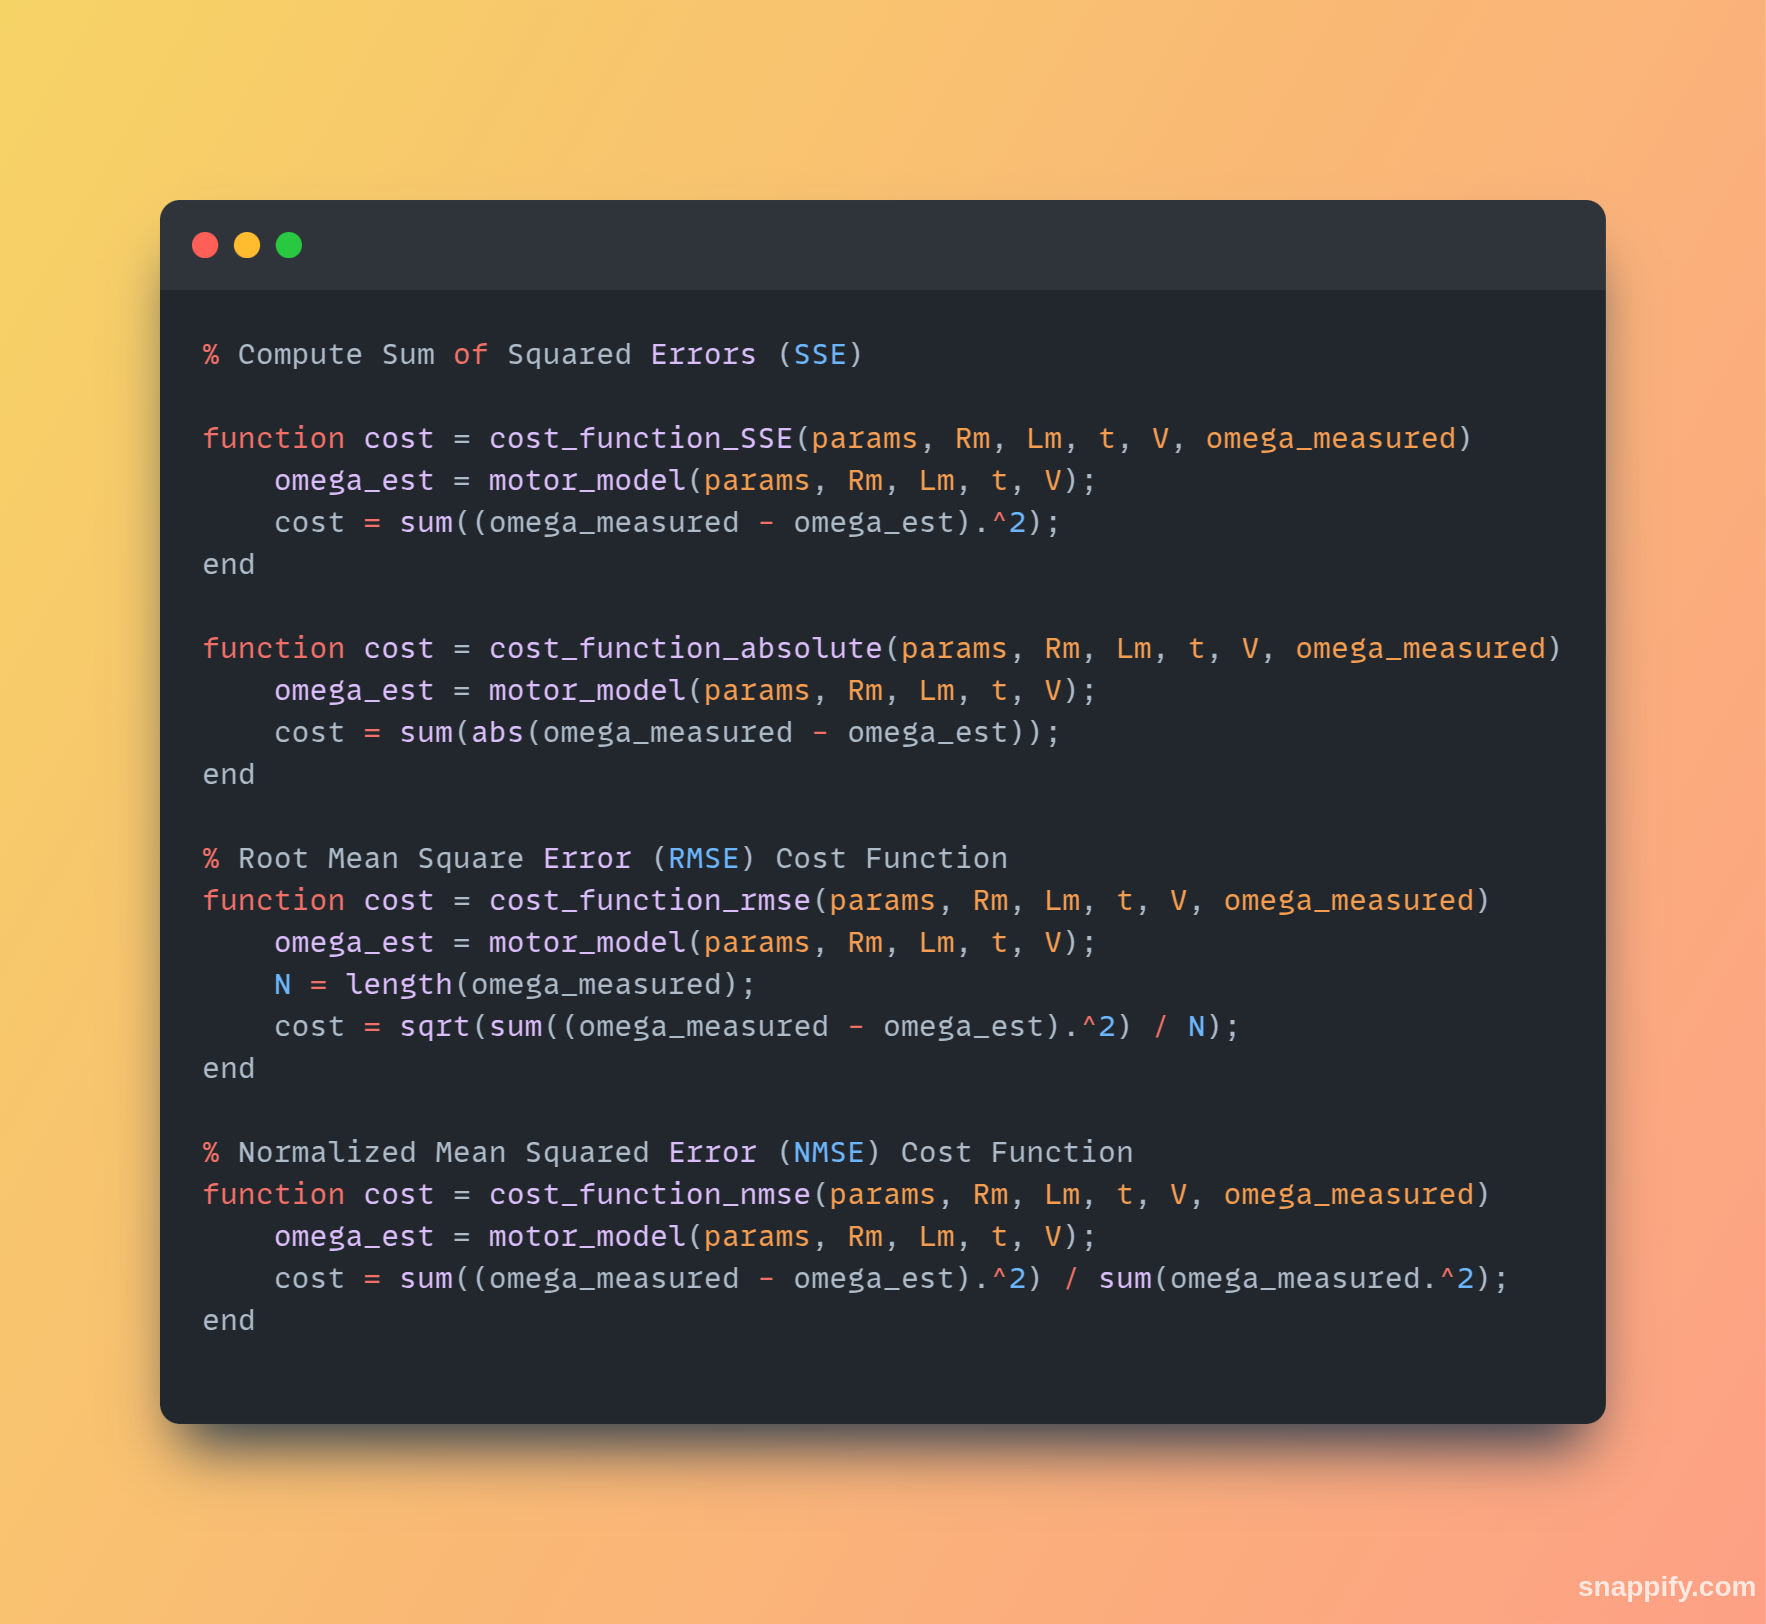 % Compute Sum of Squared Errors (SSE)

function cost = cost_function_SSE(params, Rm, Lm, t, V, omega_measured)
    omega_est = motor_model(params, Rm, Lm, t, V);
    cost = sum((omega_measured - omega_est).^2);
end

function cost = cost_function_absolute(params, Rm, Lm, t, V, omega_measured)
    omega_est = motor_model(params, Rm, Lm, t, V);
    cost = sum(abs(omega_measured - omega_est));
end

% Root Mean Square Error (RMSE) Cost Function
function cost = cost_function_rmse(params, Rm, Lm, t, V, omega_measured)
    omega_est = motor_model(params, Rm, Lm, t, V);
    N = length(omega_measured);
    cost = sqrt(sum((omega_measured - omega_est).^2) / N);
end

% Normalized Mean Squared Error (NMSE) Cost Function
function cost = cost_function_nmse(params, Rm, Lm, t, V, omega_measured)
    omega_est = motor_model(params, Rm, Lm, t, V);
    cost = sum((omega_measured - omega_est).^2) / sum(omega_measured.^2);
end

snappify.com